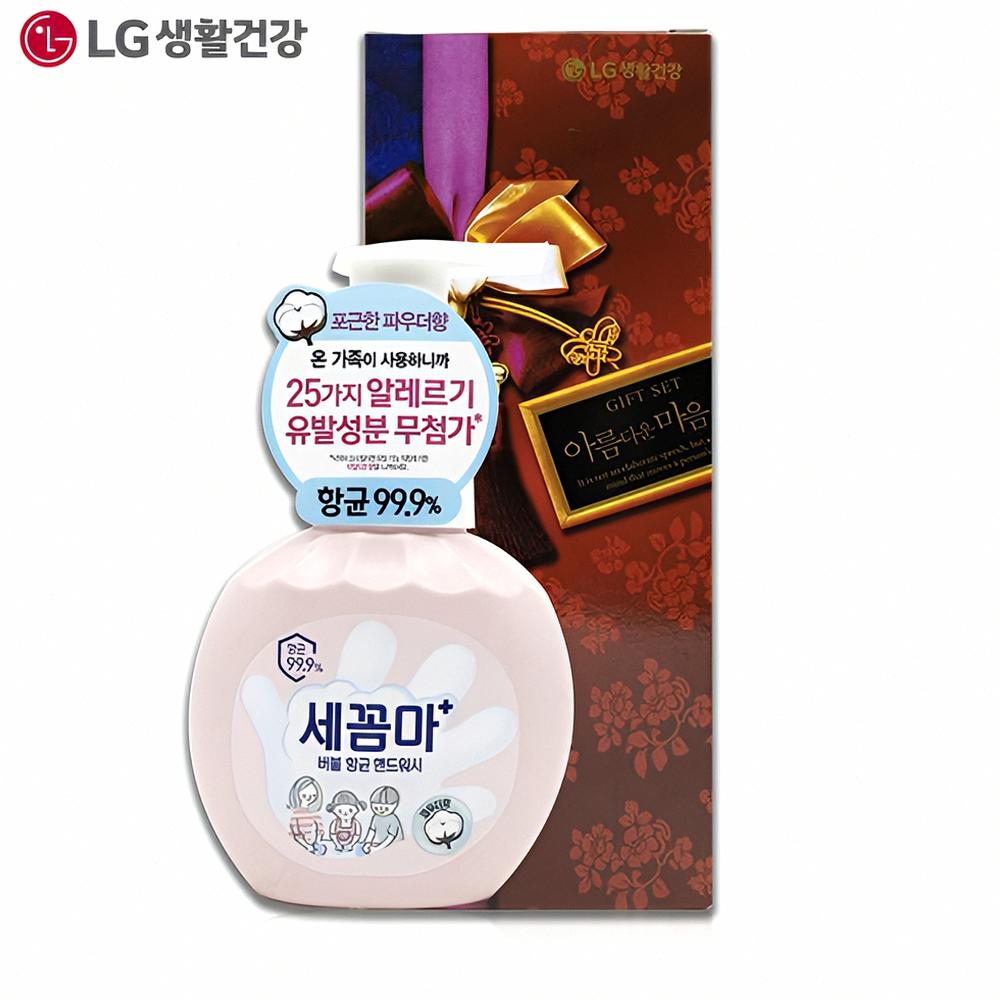 LG 생활건강
LG 생활건강
GIFT SET
아름다운 마음
포근한 파우더향
온 가족이 사용하니까
25가지 알레르기
유발성분 무첨가*
항균 99.9%
항균
99.9%
세꼼마+
버블 항균 핸드워시